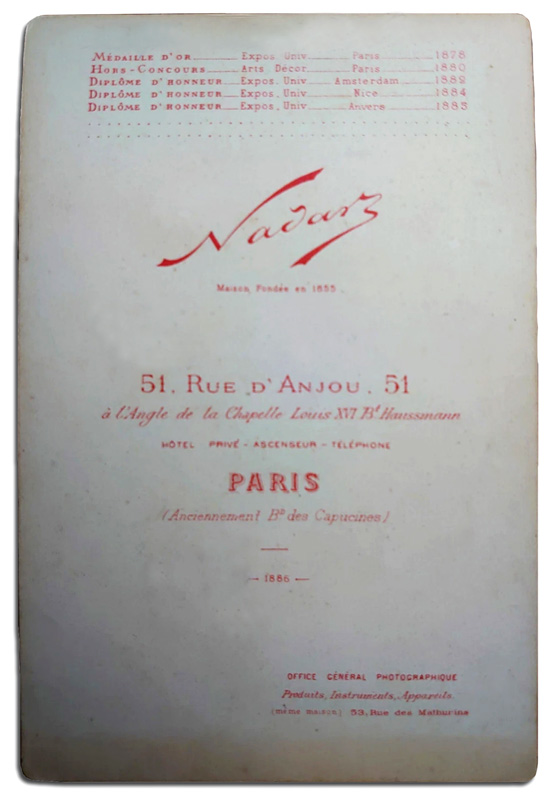 MÉDAILLE D'OR Expos. Univ. Paris 1878
HORS-CONCOURS Arts Décor. Paris 1880
DIPLÔME D'HONNEUR Expos. Univ. Amsterdam 1882
DIPLÔME D'HONNEUR Expos. Univ. Nice 1884
DIPLÔME D'HONNEUR Expos. Univ. Anvers 1885
Nadar
Maison Fondée en 1855
51. RUE D'ANJOU. 51
à l'Angle de la Chapelle Louis XVI Bd Haussmann
HÔTEL PRIVÉ - ASCENSEUR - TÉLÉPHONE
PARIS
(Anciennement Bd des Capucines)
— 1886 —
OFFICE GÉNÉRAL PHOTOGRAPHIQUE
Produits, Instruments, Appareils.
(même maison) 53, Rue des Mathurins